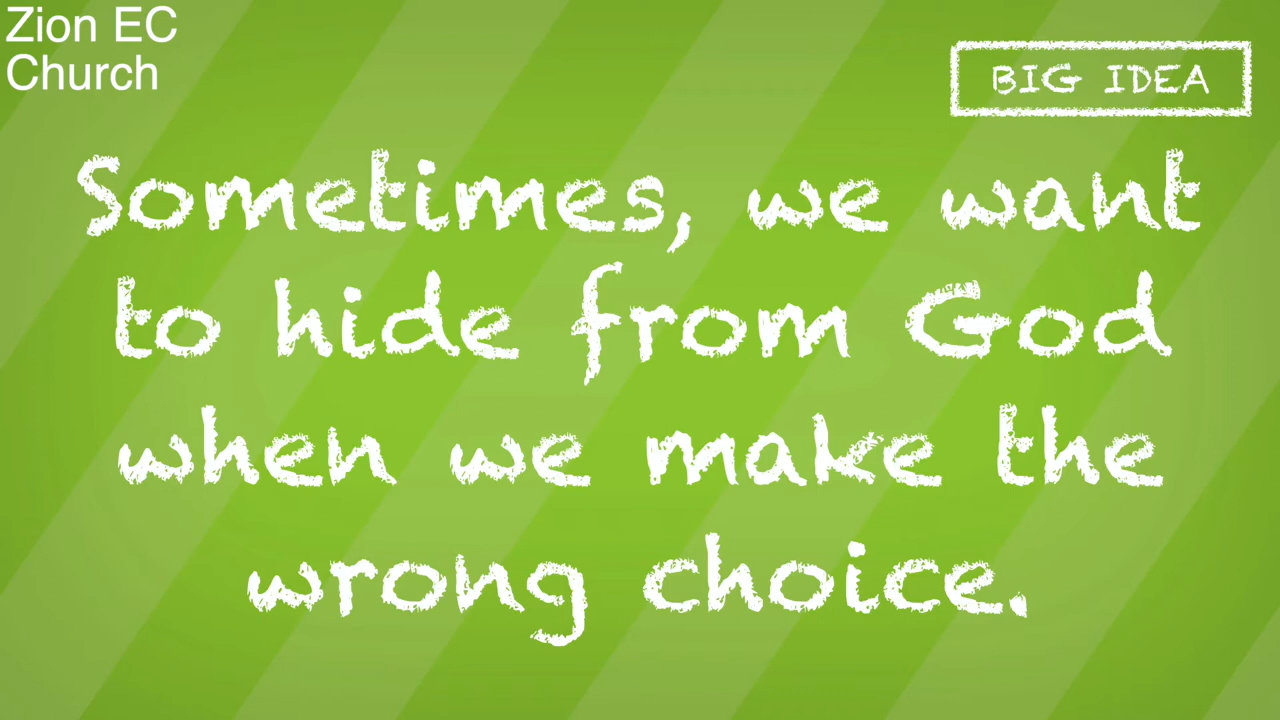 Zion EC
Church
BIG IDEA
Sometimes, we want
to hide from God
when we make the
wrong choice.